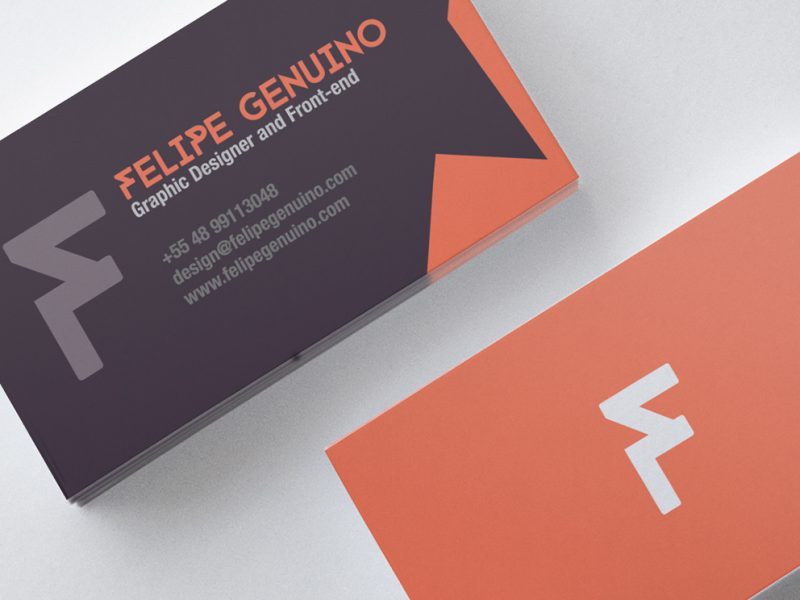 FELIPE GENUINO
Graphic Designer and Front-end
+55 48 99113048
design@felipegenuino.com
www.felipegenuino.com